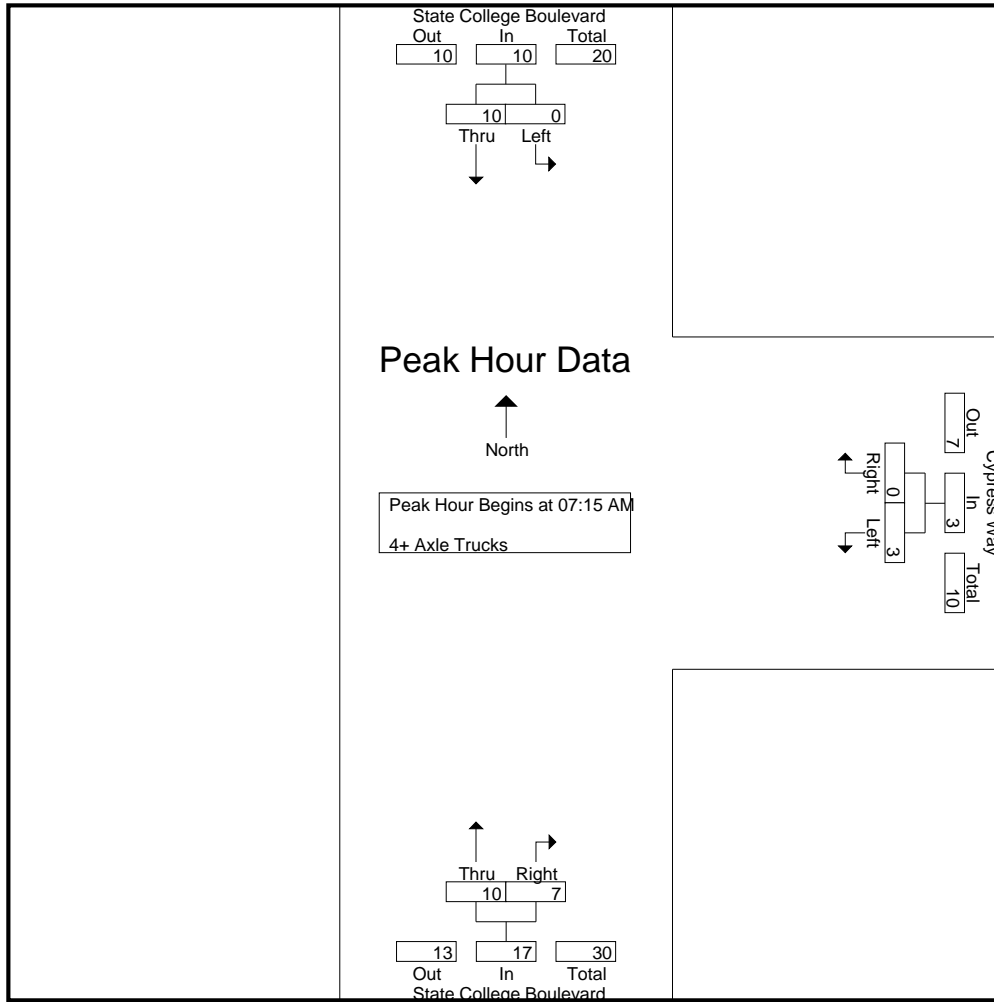 State College Boulevard
Out In Total
10 10 20
10 0
Thru Left
Peak Hour Data
North
Peak Hour Begins at 07:15 AM
4+ Axle Trucks
Cypress Way
Out In Total
7 3 10
0 3
Right Left
Thru Right
10 7
13 17 30
Out In Total
State College Boulevard